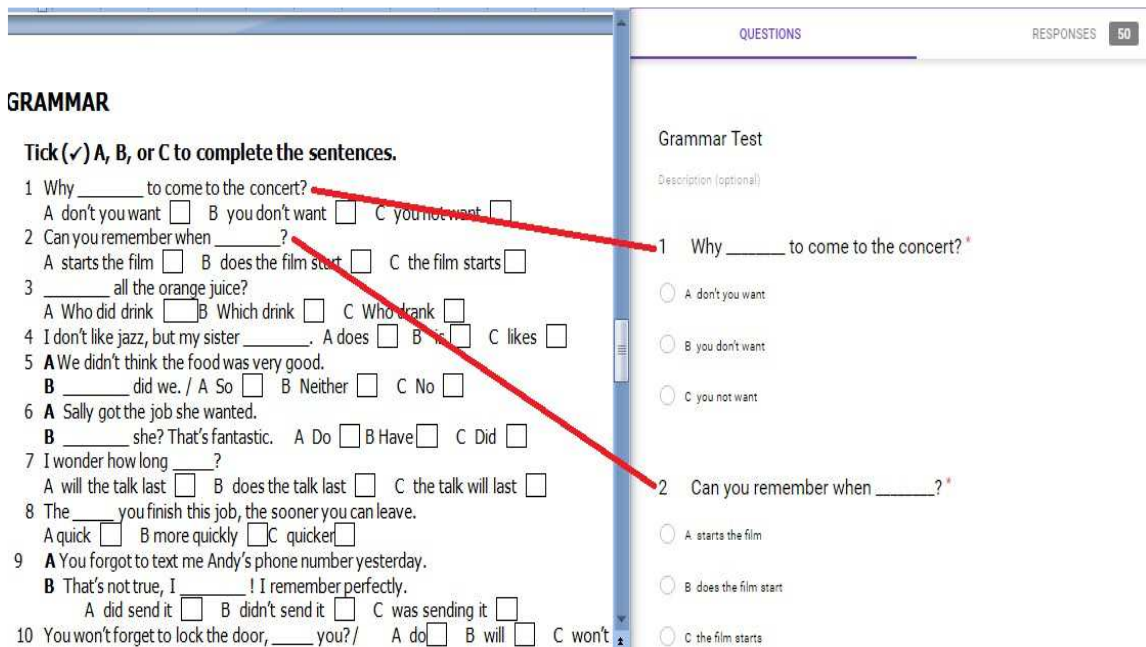 GRAMMAR
Tick (✓) A, B, or C to complete the sentences.
1 Why ________ to come to the concert?
A don't you want B you don't want C you not want
2 Can you remember when ________?
A starts the film B does the film start C the film starts
3 ________ all the orange juice?
A Who did drink B Which drink C Who drank
4 I don't like jazz, but my sister ________. A does B is C likes
5 A We didn't think the food was very good.
B ________ did we. / A So B Neither C No
6 A Sally got the job she wanted.
B ________ she? That's fantastic. A Do B Have C Did
7 I wonder how long _____?
A will the talk last B does the talk last C the talk will last
8 The _____ you finish this job, the sooner you can leave.
A quick B more quickly C quicker
9 A You forgot to text me Andy's phone number yesterday.
B That's not true, I ________ ! I remember perfectly.
A did send it B didn't send it C was sending it
10 You won't forget to lock the door, _____ you? / A do B will C won't
QUESTIONS RESPONSES 50
Grammar Test
Description (optional)
1 Why _______ to come to the concert? *
A don't you want
B you don't want
C you not want
2 Can you remember when _______? *
A starts the film
B does the film start
C the film starts